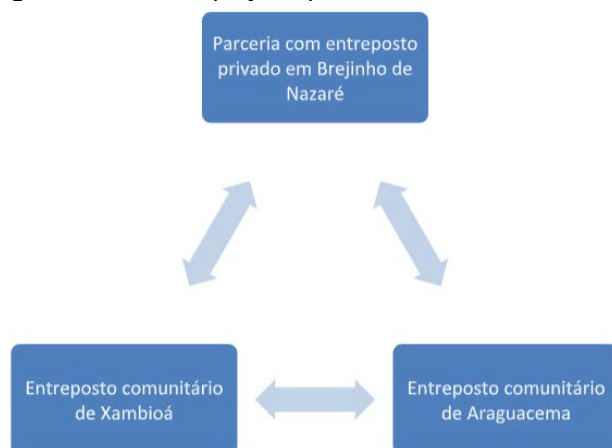 Parceria com entreposto
privado em Brejinho de
Nazaré
Entreposto comunitário
de Xambioá
Entreposto comunitário
de Araguacema